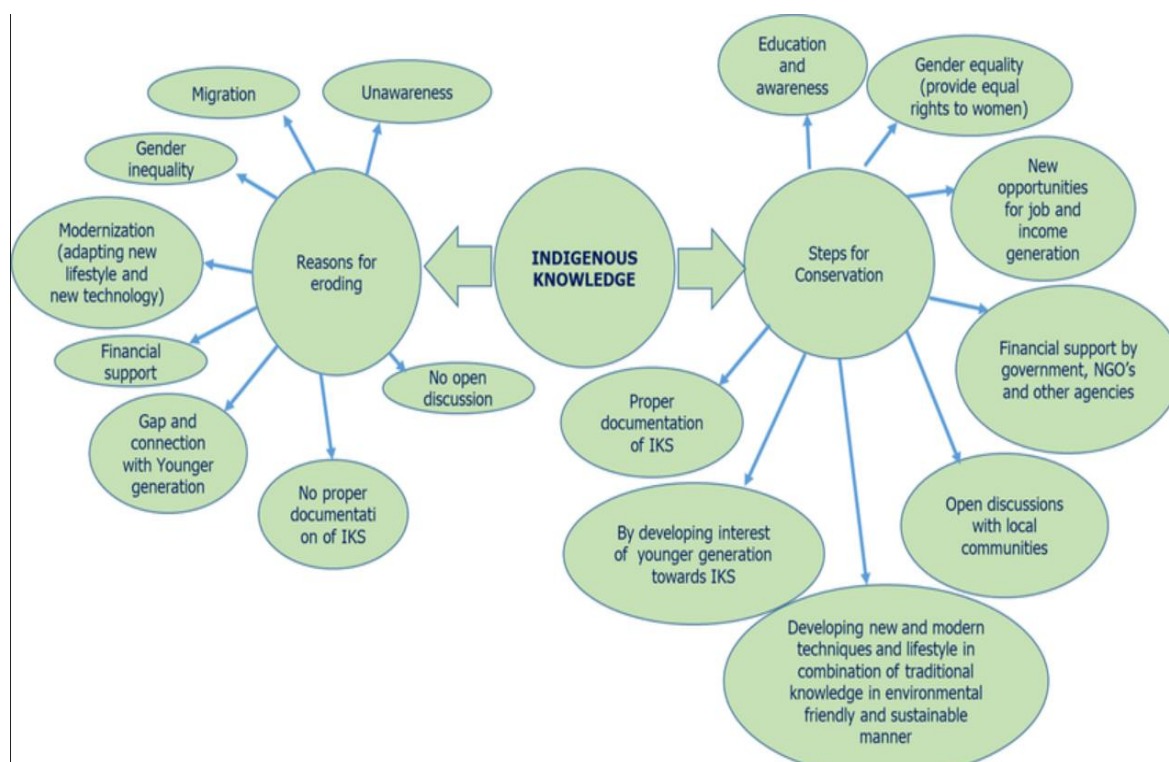 Migration
Unawareness
Gender
inequality
Modernization
(adapting new
lifestyle and
new technology)
Financial
support
Gap and
connection
with Younger
generation
No proper
documentati
on of IKS
No open
discussion
Reasons for
eroding
INDIGENOUS
KNOWLEDGE
Steps for
Conservation
Education
and
awareness
Gender equality
(provide equal
rights to women)
New
opportunities
for job and
income
generation
Financial support by
government, NGO's
and other agencies
Open discussions
with local
communities
Developing new and modern
techniques and lifestyle in
combination of traditional
knowledge in environmental
friendly and sustainable
manner
By developing interest
of younger generation
towards IKS
Proper
documentation
of IKS